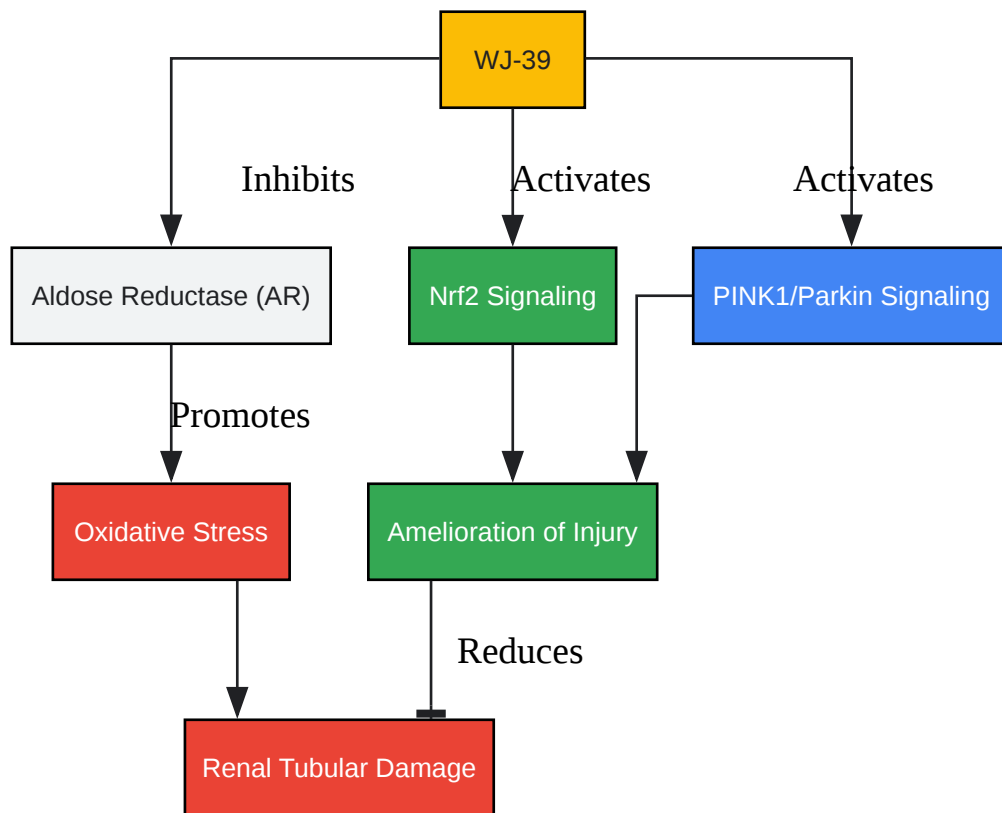 WJ-39
Inhibits
Activates
Activates
Aldose Reductase (AR)
Nrf2 Signaling
PINK1/Parkin Signaling
Promotes
Oxidative Stress
Amelioration of Injury
Reduces
Renal Tubular Damage